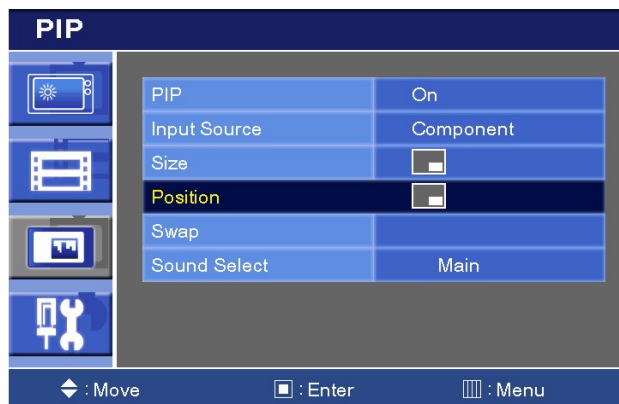 PIP
PIP On
Input Source Component
Size
Position
Swap
Sound Select Main
: Move : Enter : Menu